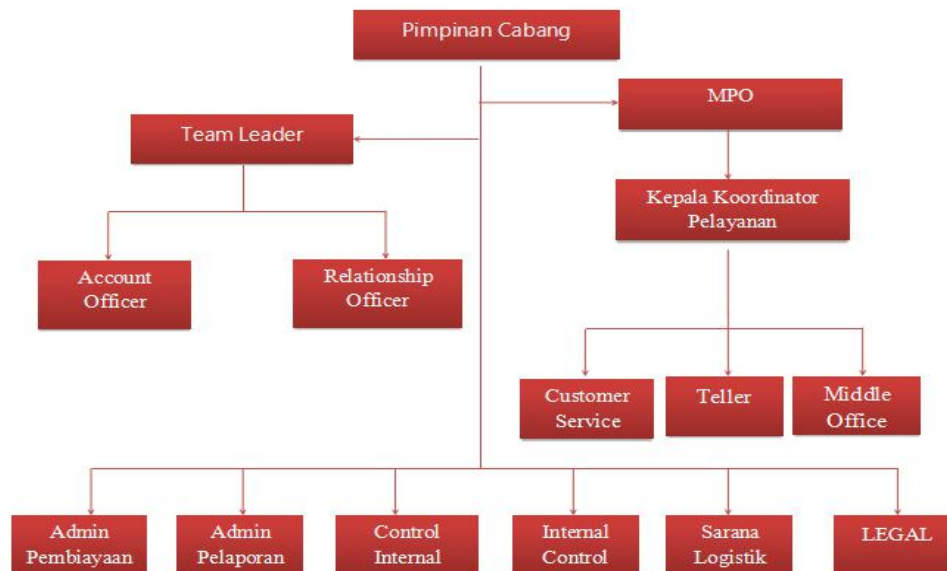 Pimpinan Cabang
MPO
Team Leader
Kepala Koordinator
Pelayanan
Account
Officer
Relationship
Officer
Customer
Service
Teller
Middle
Office
Admin
Pembiayaan
Admin
Pelaporan
Control
Internal
Internal
Control
Sarana
Logistik
LEGAL